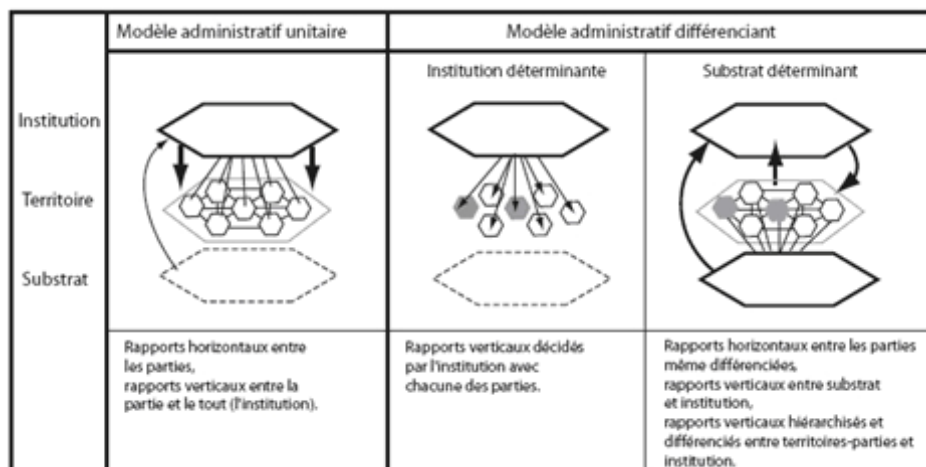 Modèle administratif unitaire
Modèle administratif différenciant
Institution déterminante
Substrat déterminant
Institution
Territoire
Substrat
Rapports horizontaux entre
les parties,
rapports verticaux entre la
partie et le tout (l'institution).
Rapports verticaux décidés
par l'institution avec
chacune des parties.
Rapports horizontaux entre les parties
même différenciées,
rapports verticaux entre substrat
et institution,
rapports verticaux hiérarchisés et
différenciés entre territoires-parties et
institution.